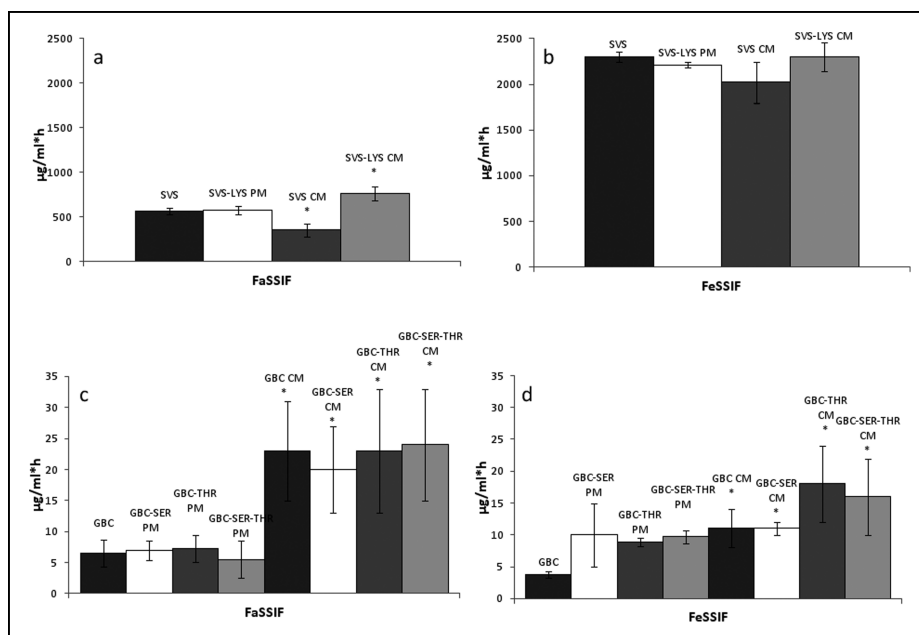 a
µg/ml*h
2500
2000
1500
1000
500
0
SVS
SVS-LYS PM
SVS CM
*
SVS-LYS CM
*
FaSSIF
b
µg/ml*h
2500
2000
1500
1000
500
0
SVS
SVS-LYS PM
SVS CM
SVS-LYS CM
FeSSIF
c
µg/ml*h
35
30
25
20
15
10
5
0
GBC
GBC-SER
PM
GBC-THR
PM
GBC-SER-THR
PM
GBC CM
*
GBC-SER
CM
*
GBC-THR
CM
*
GBC-SER-THR
CM
*
FaSSIF
d
µg/ml*h
35
30
25
20
15
10
5
0
GBC
GBC-SER
PM
GBC-THR
PM
GBC-SER-THR
PM
GBC CM
*
GBC-SER
CM
*
GBC-THR
CM
*
GBC-SER-THR
CM
*
FeSSIF